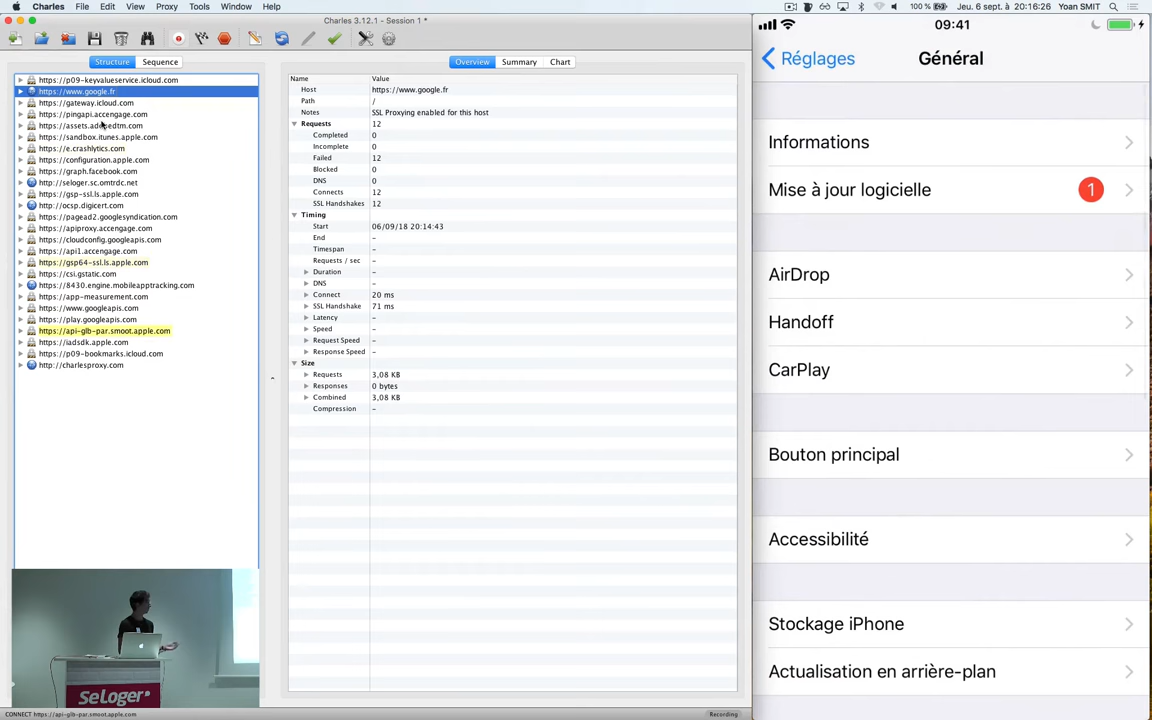 Charles File Edit View Proxy Tools Window Help 100 % Jeu. 6 sept. à 20:16:26 Yoan SMIT
Charles 3.12.1 - Session 1 *
Structure Sequence
https://p09-keyvalueservice.icloud.com
https://www.google.fr
https://gateway.icloud.com
https://pingapi.accengage.com
https://assets.adobedtm.com
https://sandbox.itunes.apple.com
https://e.crashlytics.com
https://configuration.apple.com
https://graph.facebook.com
http://seloger.sc.omtrdc.net
https://gsp-ssl.ls.apple.com
http://ocsp.digicert.com
https://pagead2.googlesyndication.com
https://apiproxy.accengage.com
https://cloudconfig.googleapis.com
https://api1.accengage.com
https://gsp64-ssl.ls.apple.com
https://csi.gstatic.com
https://8430.engine.mobileapptracking.com
https://app-measurement.com
https://www.googleapis.com
https://play.googleapis.com
https://api-glb-par.smoot.apple.com
https://iadsdk.apple.com
https://p09-bookmarks.icloud.com
http://charlesproxy.com
Overview Summary Chart
Name Value
Host https://www.google.fr
Path /
Notes SSL Proxying enabled for this host
Requests 12
Completed 0
Incomplete 0
Failed 12
Blocked 0
DNS 0
Connects 12
SSL Handshakes 12
Timing
Start 06/09/18 20:14:43
End –
Timespan –
Requests / sec –
Duration –
DNS –
Connect 20 ms
SSL Handshake 71 ms
Latency –
Speed –
Request Speed –
Response Speed –
Size
Requests 3,08 KB
Responses 0 bytes
Combined 3,08 KB
Compression –
SeLoger
CONNECT https://api-glb-par.smoot.apple.com
Recording
09:41
Réglages Général
Informations
Mise à jour logicielle 1
AirDrop
Handoff
CarPlay
Bouton principal
Accessibilité
Stockage iPhone
Actualisation en arrière-plan